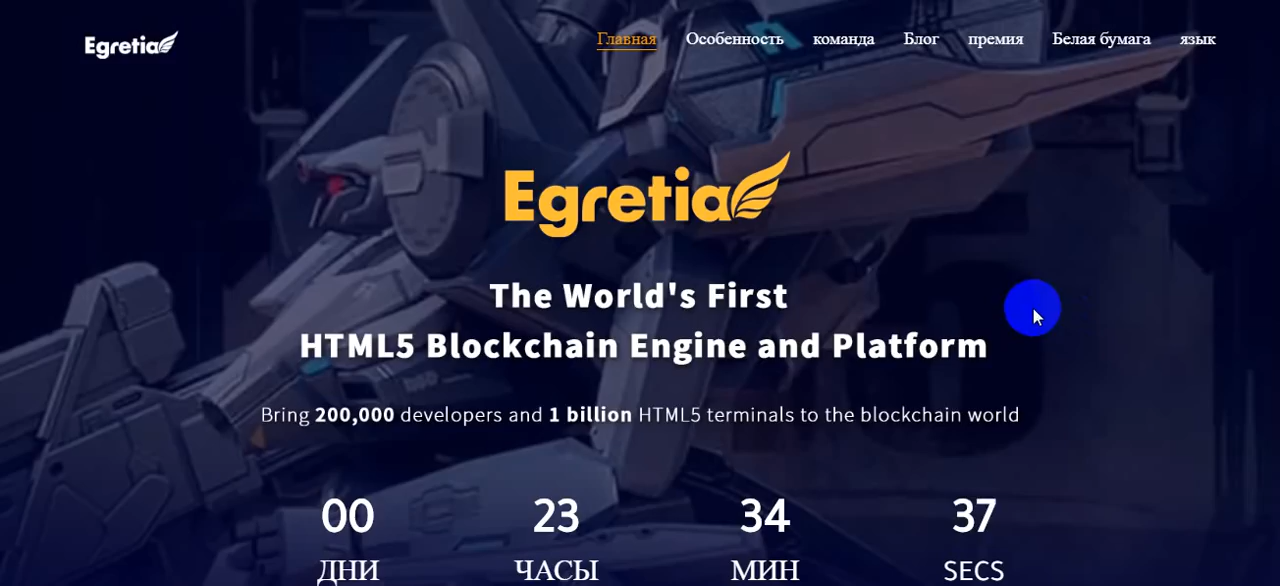 Egretia
Главная Особенность команда Блог премия Белая бумага язык
Egretia
The World's First
HTML5 Blockchain Engine and Platform
Bring 200,000 developers and 1 billion HTML5 terminals to the blockchain world
00 23 34 37
ДНИ ЧАСЫ МИН SECS